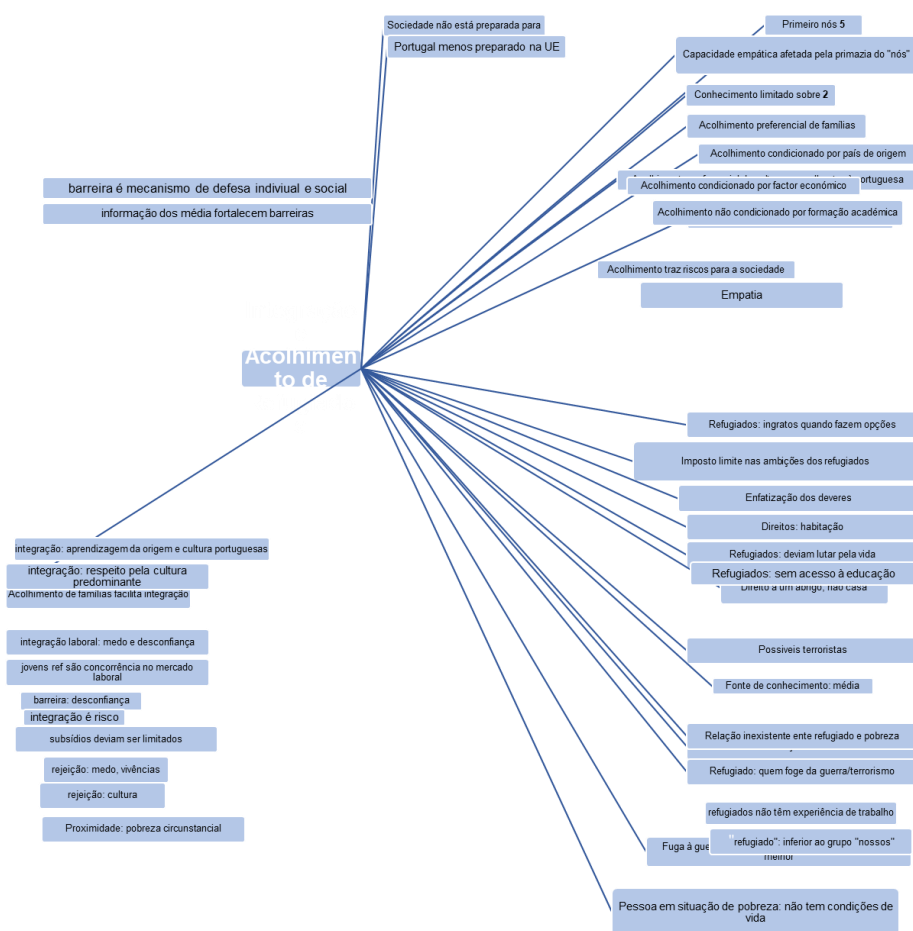 Sociedade não está preparada para
Portugal menos preparado na UE
Primeiro nós 5
Capacidade empática afetada pela primazia do "nós"
Conhecimento limitado sobre 2
Acolhimento preferencial de famílias
Acolhimento condicionado por país de origem
Acolhimento condicionado por factor económico
Acolhimento não condicionado por formação académica
Acolhimento traz riscos para a sociedade
Empatia
barreira é mecanismo de defesa indiviual e social
informação dos média fortalecem barreiras
Acolhimen
to de
Refugiados: ingratos quando fazem opções
Imposto limite nas ambições dos refugiados
Enfatização dos deveres
Direitos: habitação
Refugiados: deviam lutar pela vida
Refugiados: sem acesso à educação
Direito a um abrigo, não casa
Possiveis terroristas
Fonte de conhecimento: média
Relação inexistente ente refugiado e pobreza
Refugiado: quem foge da guerra/terrorismo
refugiados não têm experiência de trabalho
"refugiado": inferior ao grupo "nossos"
Fuga à
melhor
Pessoa em situação de pobreza: não tem condições de
vida
integração: aprendizagem da origem e cultura portuguesas
integração: respeito pela cultura
predominante
Acolhimento de famílias facilita integração
integração laboral: medo e desconfiança
jovens ref são concorrência no mercado
laboral
barreira: desconfiança
integração é risco
subsídios deviam ser limitados
rejeição: medo, vivências
rejeição: cultura
Proximidade: pobreza circunstancial